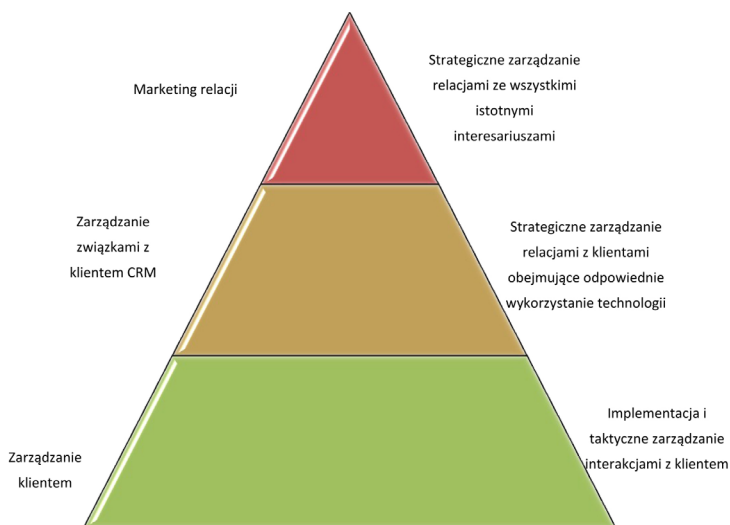 Marketing relacji
Strategiczne zarządzanie
relacjami ze wszystkimi
istotnymi
interesariuszami
Zarządzanie
związkami z
klientem CRM
Strategiczne zarządzanie
relacjami z klientami
obejmujące odpowiednie
wykorzystanie technologii
Zarządzanie
klientem
Implementacja i
taktyczne zarządzanie
interakcjami z klientem